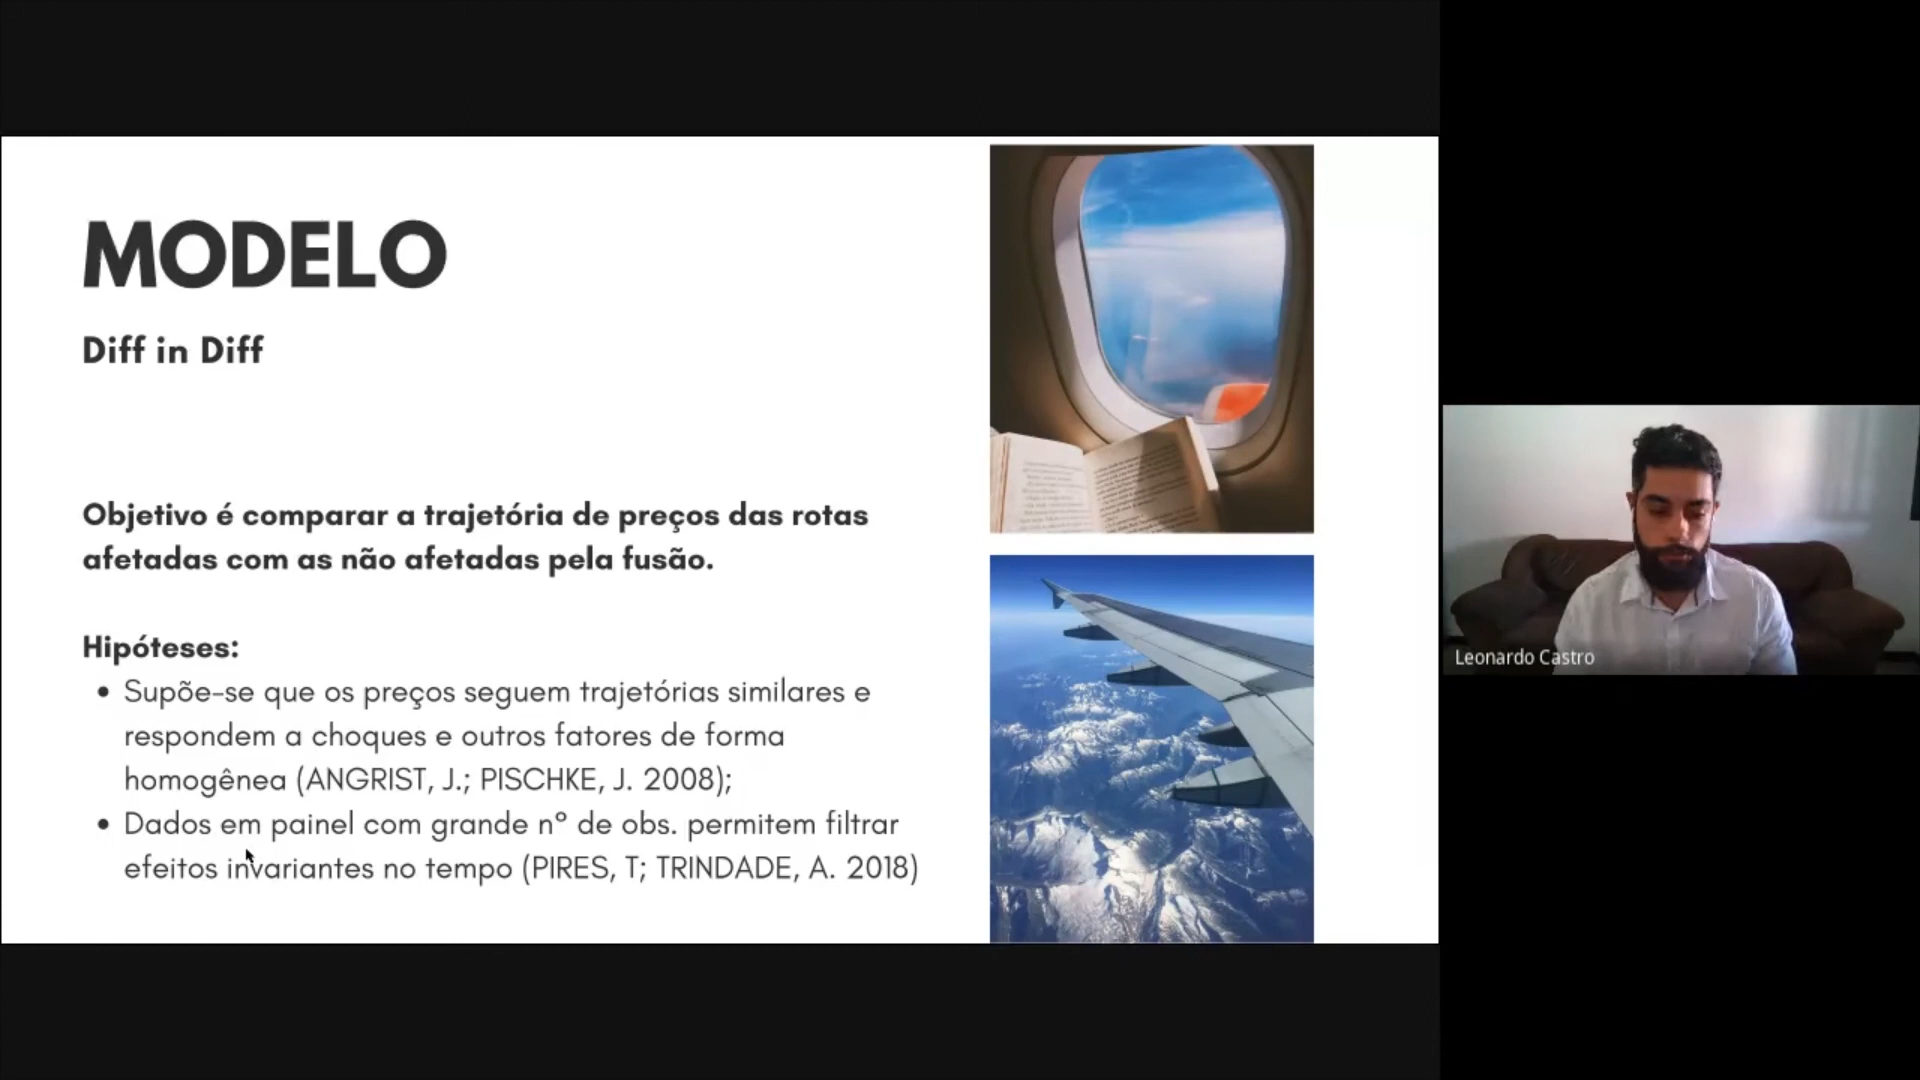 MODELO
Diff in Diff
Objetivo é comparar a trajetória de preços das rotas
afetadas com as não afetadas pela fusão.
Hipóteses:
• Supõe-se que os preços seguem trajetórias similares e
respondem a choques e outros fatores de forma
homogênea (ANGRIST, J.; PISCHKE, J. 2008);
• Dados em painel com grande nº de obs. permitem filtrar
efeitos invariantes no tempo (PIRES, T; TRINDADE, A. 2018)
Leonardo Castro